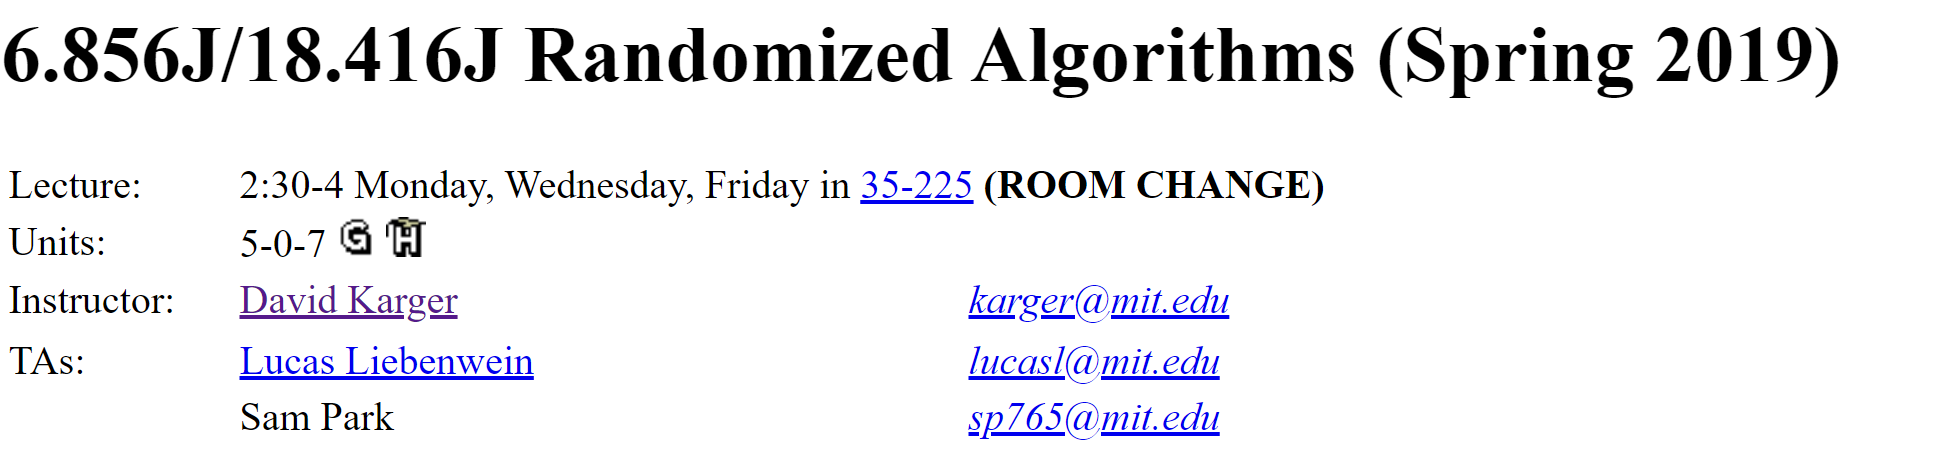 6.856J/18.416J Randomized Algorithms (Spring 2019)
Lecture: 2:30-4 Monday, Wednesday, Friday in 35-225 (ROOM CHANGE)
Units: 5-0-7 G H
Instructor: David Karger karger@mit.edu
TAs: Lucas Liebenwein lucasl@mit.edu
Sam Park sp765@mit.edu